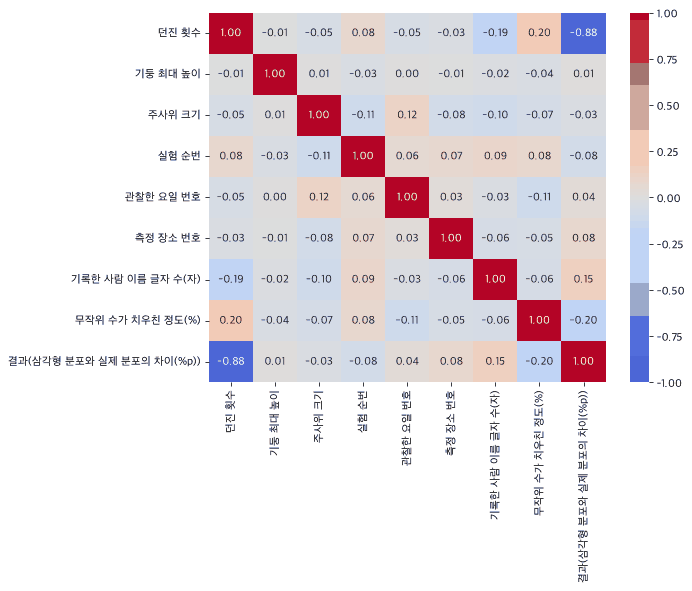 던진 횟수 1.00 -0.01 -0.05 0.08 -0.05 -0.03 -0.19 0.20 -0.88
기둥 최대 높이 -0.01 1.00 0.01 -0.03 0.00 -0.01 -0.02 -0.04 0.01
주사위 크기 -0.05 0.01 1.00 -0.11 0.12 -0.08 -0.10 -0.07 -0.03
실험 순번 0.08 -0.03 -0.11 1.00 0.06 0.07 0.09 0.08 -0.08
관찰한 요일 번호 -0.05 0.00 0.12 0.06 1.00 0.03 -0.03 -0.11 0.04
측정 장소 번호 -0.03 -0.01 -0.08 0.07 0.03 1.00 -0.06 -0.05 0.08
기록한 사람 이름 글자 수(자) -0.19 -0.02 -0.10 0.09 -0.03 -0.06 1.00 -0.06 0.15
무작위 수가 치우친 정도(%) 0.20 -0.04 -0.07 0.08 -0.11 -0.05 -0.06 1.00 -0.20
결과(삼각형 분포와 실제 분포의 차이(%p)) -0.88 0.01 -0.03 -0.08 0.04 0.08 0.15 -0.20 1.00
던진 횟수
기둥 최대 높이
주사위 크기
실험 순번
관찰한 요일 번호
측정 장소 번호
기록한 사람 이름 글자 수(자)
무작위 수가 치우친 정도(%)
결과(삼각형 분포와 실제 분포의 차이(%p))
1.00
0.75
0.50
0.25
0.00
-0.25
-0.50
-0.75
-1.00